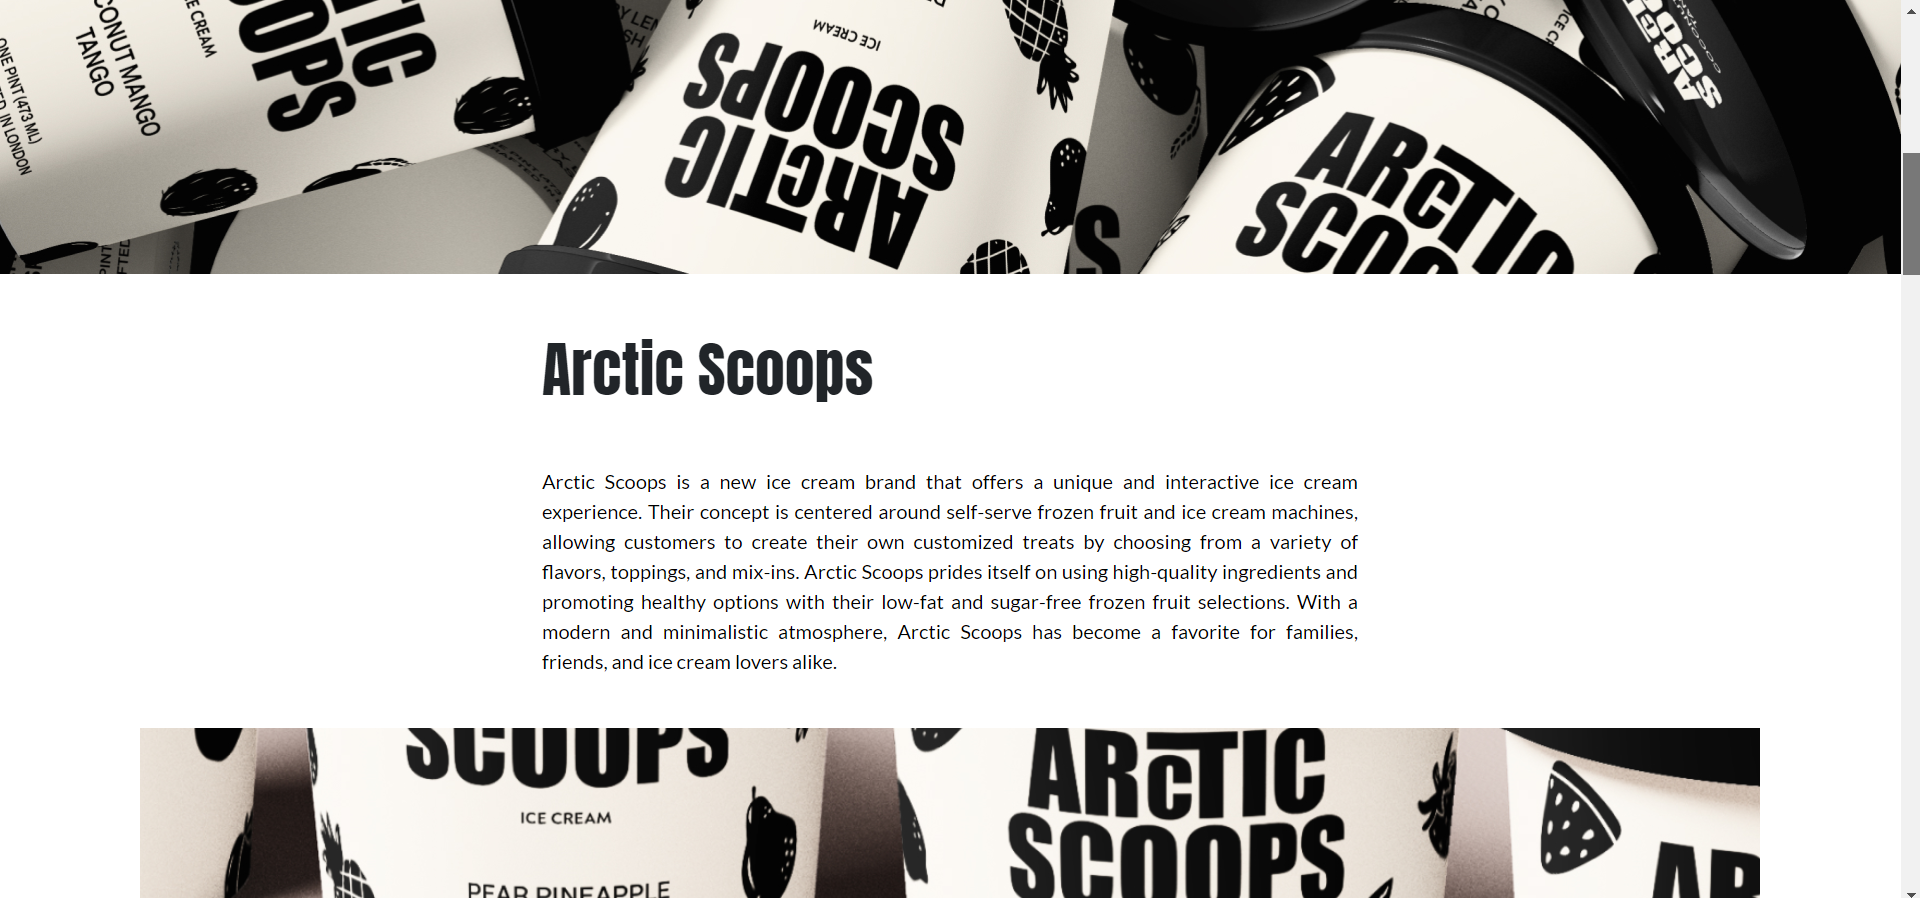 ICE CREAM
CONUT MANGO
TANGO
ONE PINT (473 ML)
IN LONDON
TIC
OOPS
ICE CREAM
SCOOPS
ARCTIC
ARCTIC
SCOO
S
Arctic Scoops
Arctic Scoops is a new ice cream brand that offers a unique and interactive ice cream
experience. Their concept is centered around self-serve frozen fruit and ice cream machines,
allowing customers to create their own customized treats by choosing from a variety of
flavors, toppings, and mix-ins. Arctic Scoops prides itself on using high-quality ingredients and
promoting healthy options with their low-fat and sugar-free frozen fruit selections. With a
modern and minimalistic atmosphere, Arctic Scoops has become a favorite for families,
friends, and ice cream lovers alike.
SCOOPS
ICE CREAM
PEAR PINEAPPLE
ARCTIC
SCOOPS
AR